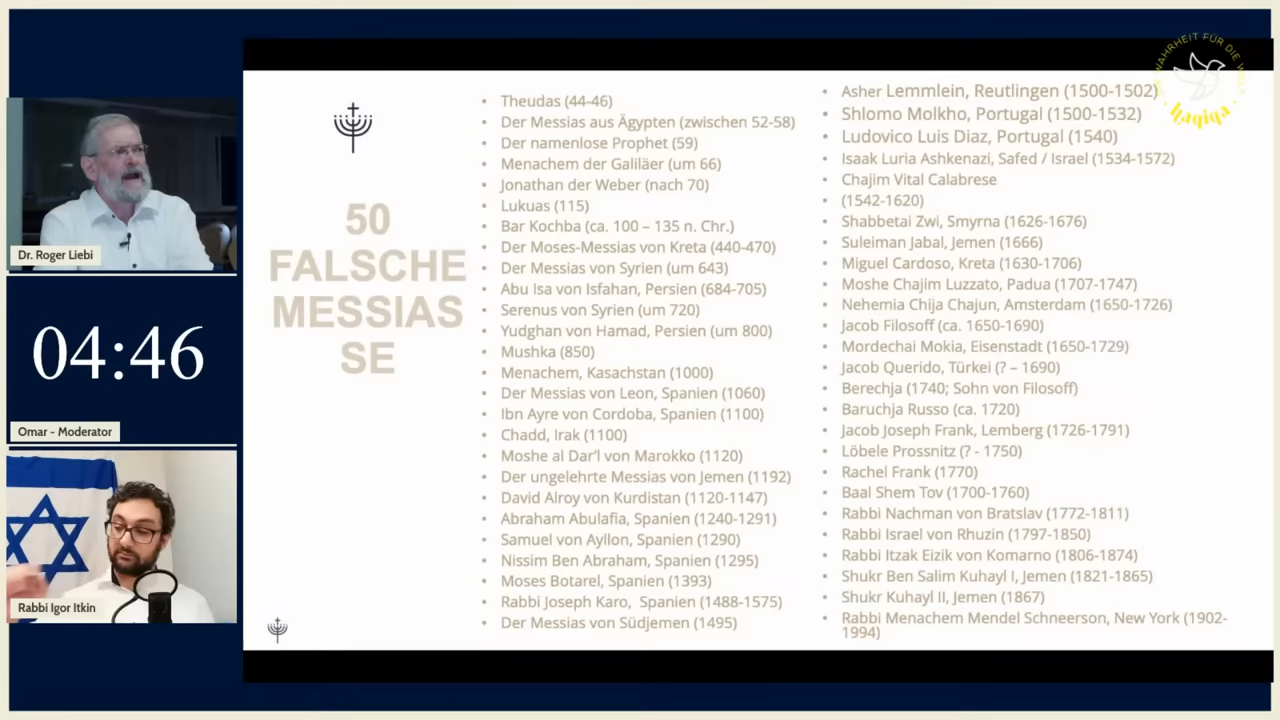 Dr. Roger Liebi
04:46
Omar - Moderator
Rabbi Igor Itkin
50
FALSCHE
MESSIAS
SE
• Theudas (44-46)
• Der Messias aus Ägypten (zwischen 52-58)
• Der namenlose Prophet (59)
• Menachem der Galiläer (um 66)
• Jonathan der Weber (nach 70)
• Lukuas (115)
• Bar Kochba (ca. 100 – 135 n. Chr.)
• Der Moses-Messias von Kreta (440-470)
• Der Messias von Syrien (um 643)
• Abu Isa von Isfahan, Persien (684-705)
• Serenus von Syrien (um 720)
• Yudghan von Hamad, Persien (um 800)
• Mushka (850)
• Menachem, Kasachstan (1000)
• Der Messias von Leon, Spanien (1060)
• Ibn Ayre von Cordoba, Spanien (1100)
• Chadd, Irak (1100)
• Moshe al Dar'I von Marokko (1120)
• Der ungelehrte Messias von Jemen (1192)
• David Alroy von Kurdistan (1120-1147)
• Abraham Abulafia, Spanien (1240-1291)
• Samuel von Ayllon, Spanien (1290)
• Nissim Ben Abraham, Spanien (1295)
• Moses Botarel, Spanien (1393)
• Rabbi Joseph Karo, Spanien (1488-1575)
• Der Messias von Südjemen (1495)
• Asher Lemmlein, Reutlingen (1500-1502)
• Shlomo Molkho, Portugal (1500-1532)
• Ludovico Luis Diaz, Portugal (1540)
• Isaak Luria Ashkenazi, Safed / Israel (1534-1572)
• Chajim Vital Calabrese
• (1542-1620)
• Shabbetai Zwi, Smyrna (1626-1676)
• Suleiman Jabal, Jemen (1666)
• Miguel Cardoso, Kreta (1630-1706)
• Moshe Chajim Luzzato, Padua (1707-1747)
• Nehemia Chija Chajun, Amsterdam (1650-1726)
• Jacob Filosoff (ca. 1650-1690)
• Mordechai Mokia, Eisenstadt (1650-1729)
• Jacob Querido, Türkei (? – 1690)
• Berechja (1740; Sohn von Filosoff)
• Baruchja Russo (ca. 1720)
• Jacob Joseph Frank, Lemberg (1726-1791)
• Löbele Prossnitz (? - 1750)
• Rachel Frank (1770)
• Baal Shem Tov (1700-1760)
• Rabbi Nachman von Bratslav (1772-1811)
• Rabbi Israel von Rhuzin (1797-1850)
• Rabbi Itzak Eizik von Komarno (1806-1874)
• Shukr Ben Salim Kuhayl I, Jemen (1821-1865)
• Shukr Kuhayl II, Jemen (1867)
• Rabbi Menachem Mendel Schneerson, New York (1902-
1994)
WAHRHEIT FÜR DIE
haqiqa